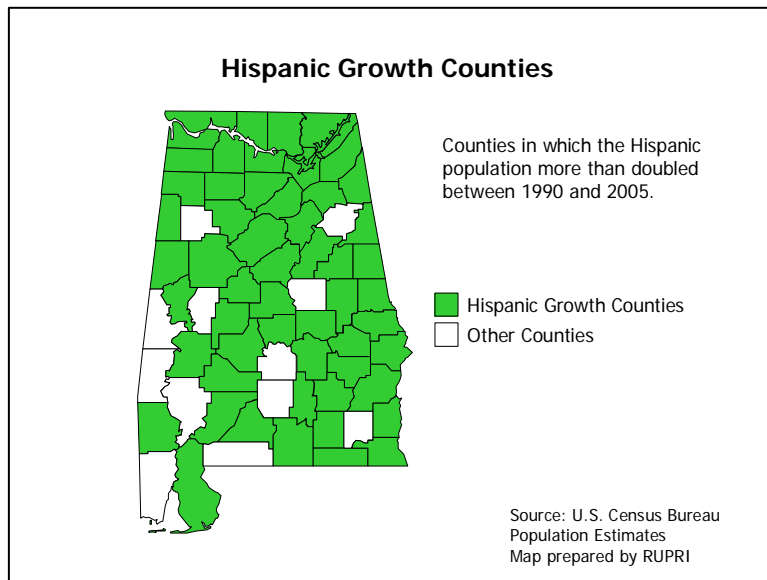 Hispanic Growth Counties
Counties in which the Hispanic
population more than doubled
between 1990 and 2005.
Hispanic Growth Counties
Other Counties
Source: U.S. Census Bureau
Population Estimates
Map prepared by RUPRI